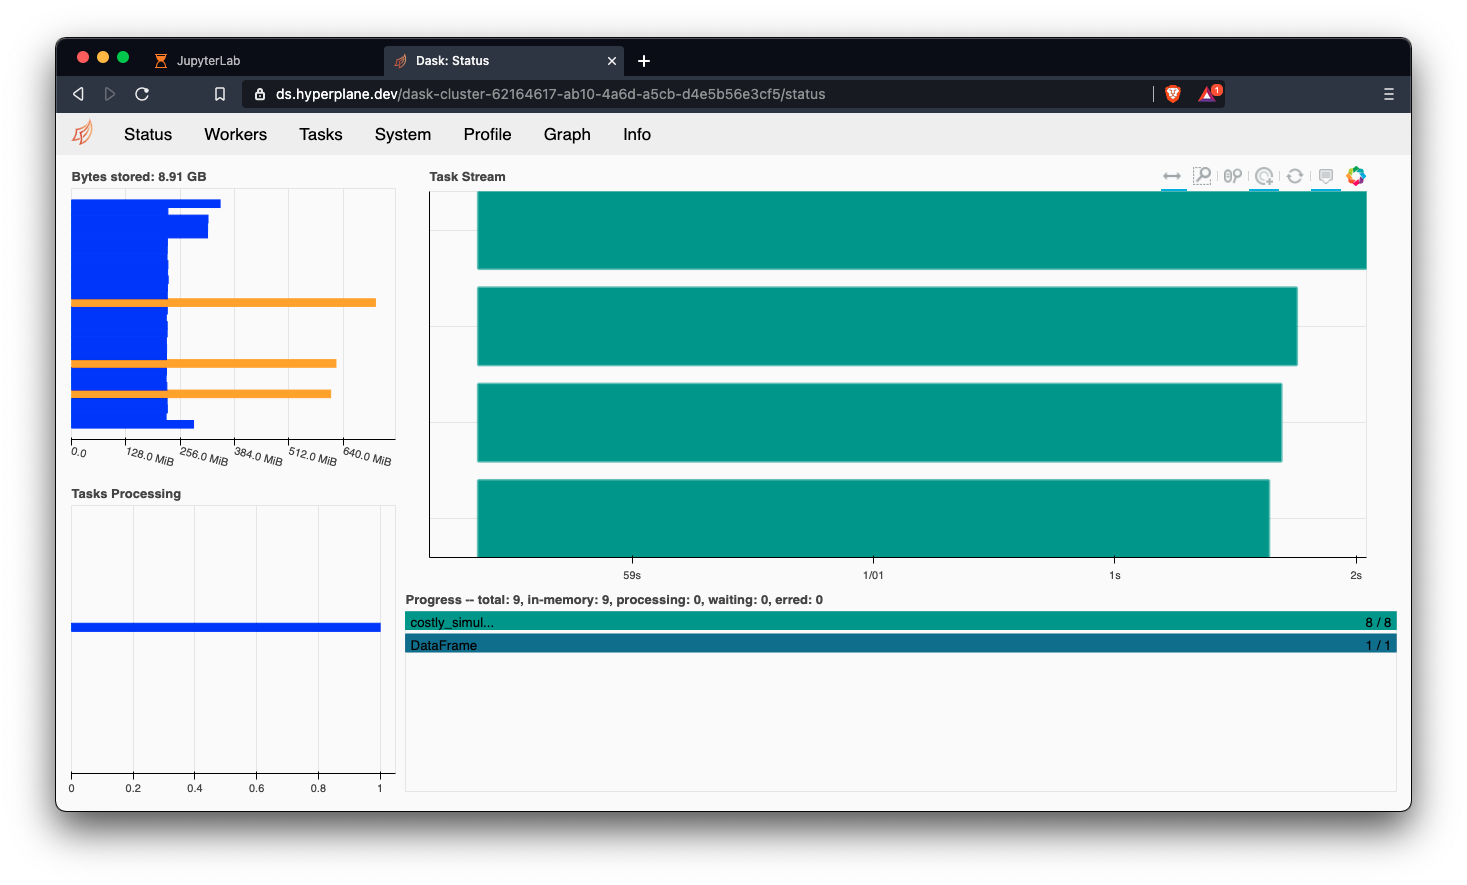 JupyterLab
Dask: Status
ds.hyperplane.dev/dask-cluster-62164617-ab10-4a6d-a5cb-d4e5b56e3cf5/status
1
Status Workers Tasks System Profile Graph Info
Bytes stored: 8.91 GB
0.0 128.0 MiB 256.0 MiB 384.0 MiB 512.0 MiB 640.0 MiB
Task Stream
59s 1/01 1s 2s
Tasks Processing
0 0.2 0.4 0.6 0.8 1
Progress -- total: 9, in-memory: 9, processing: 0, waiting: 0, erred: 0
costly_simul... 8 / 8
DataFrame 1 / 1